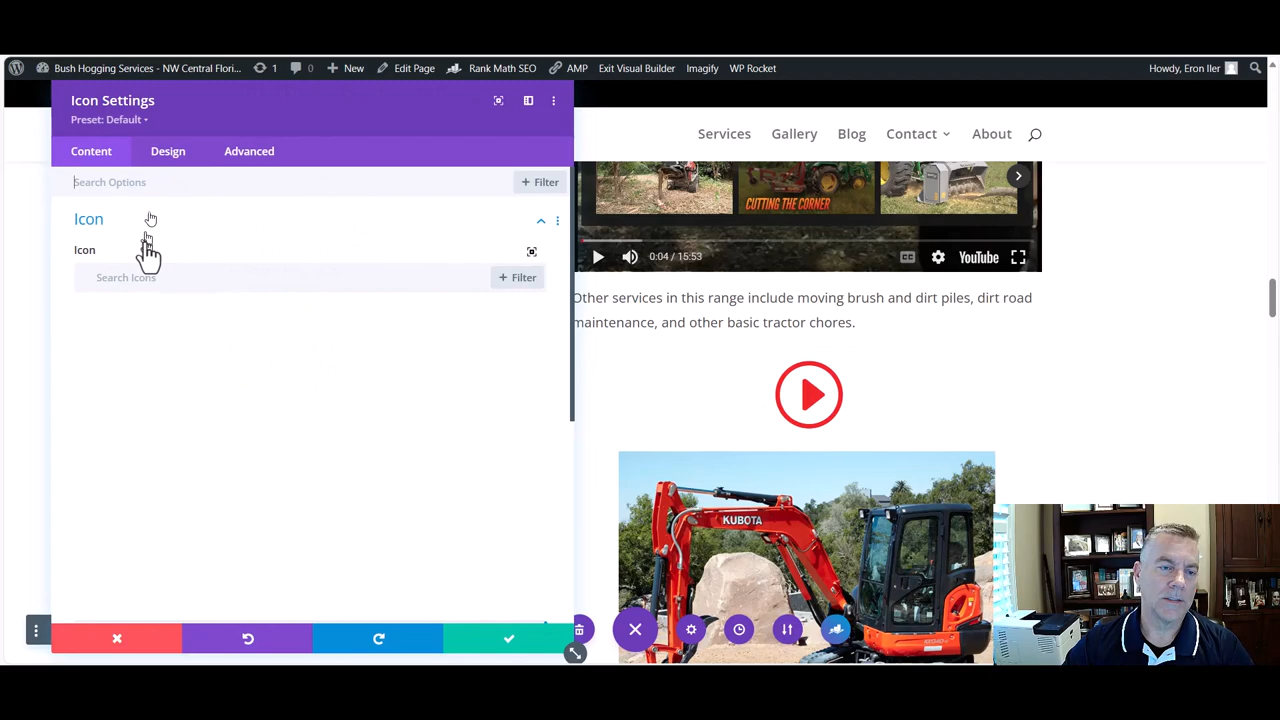 Bush Hogging Services - NW Central Flori... 1 0 New Edit Page Rank Math SEO AMP Exit Visual Builder Imagify WP Rocket Howdy, Eron Iler
Icon Settings
Preset: Default
Services Gallery Blog Contact About
Content Design Advanced
Search Options + Filter
CUTTING THE CORNER
Icon
Icon
0:04 / 15:53 CC YouTube
Search Icons + Filter
Other services in this range include moving brush and dirt piles, dirt road
maintenance, and other basic tractor chores.
KUBOTA